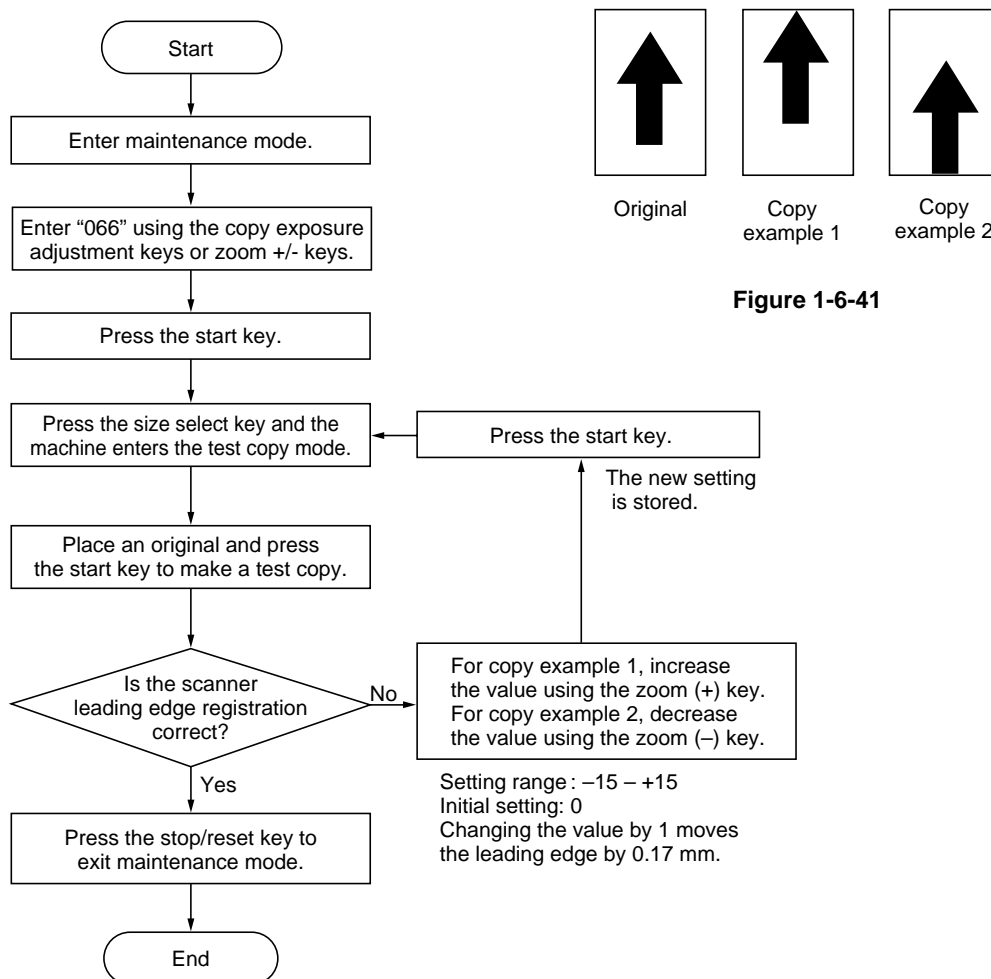 Start
Enter maintenance mode.
Enter “066” using the copy exposure
adjustment keys or zoom +/- keys.
Press the start key.
Press the size select key and the
machine enters the test copy mode.
Place an original and press
the start key to make a test copy.
Is the scanner
leading edge registration
correct?
No
Yes
Press the stop/reset key to
exit maintenance mode.
End
For copy example 1, increase
the value using the zoom (+) key.
For copy example 2, decrease
the value using the zoom (–) key.
Setting range : –15 – +15
Initial setting: 0
Changing the value by 1 moves
the leading edge by 0.17 mm.
Press the start key.
The new setting
is stored.
Original
Copy
example 1
Copy
example 2
Figure 1-6-41